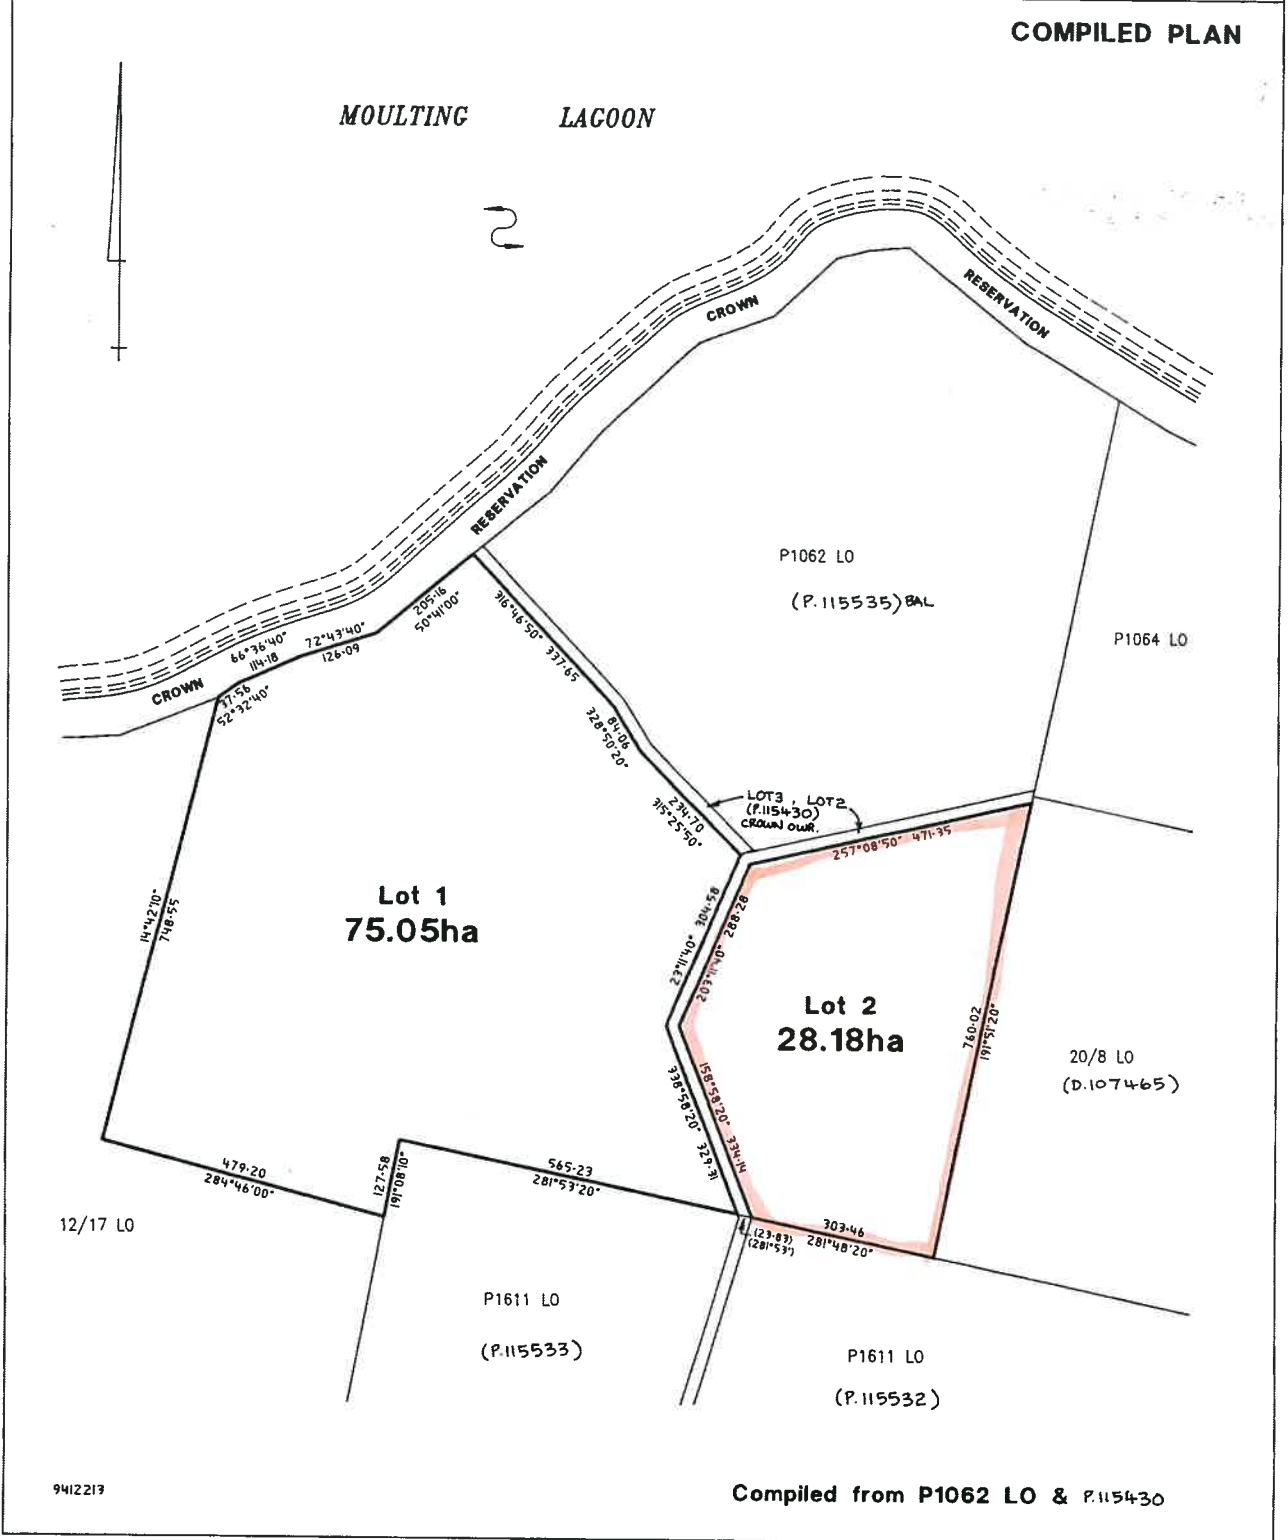 COMPILED PLAN
MOULTING LAGOON
CROWN
RESERVATION
RESERVATION
P1062 LO
(P.115535) BAL
P1064 LO
205·16
50°41'00"
316°46'50" 337·65
66°36'40"
114·18
72°43'40"
126·09
CROWN
37·56
52°32'40"
84·06
328°50'20"
234·70
315°25'50"
LOT3 , LOT2
(P.115430)
CROWN OWR.
257°08'50" 471·35
Lot 1
75.05ha
14°42'10"
748·55
23°11'40" 304·58
203°11'40" 288·28
Lot 2
28.18ha
760·02
191°51'20"
20/8 LO
(D.107465)
338°58'20" 329·31
158°58'20" 334·14
479·20
284°46'00"
127·58
191°08'10"
565·23
281°53'20"
12/17 LO
(23·83)
(281°53')
303·46
281°48'20"
P1611 LO
(P.115533)
P1611 LO
(P.115532)
9412213
Compiled from P1062 LO & P.115430